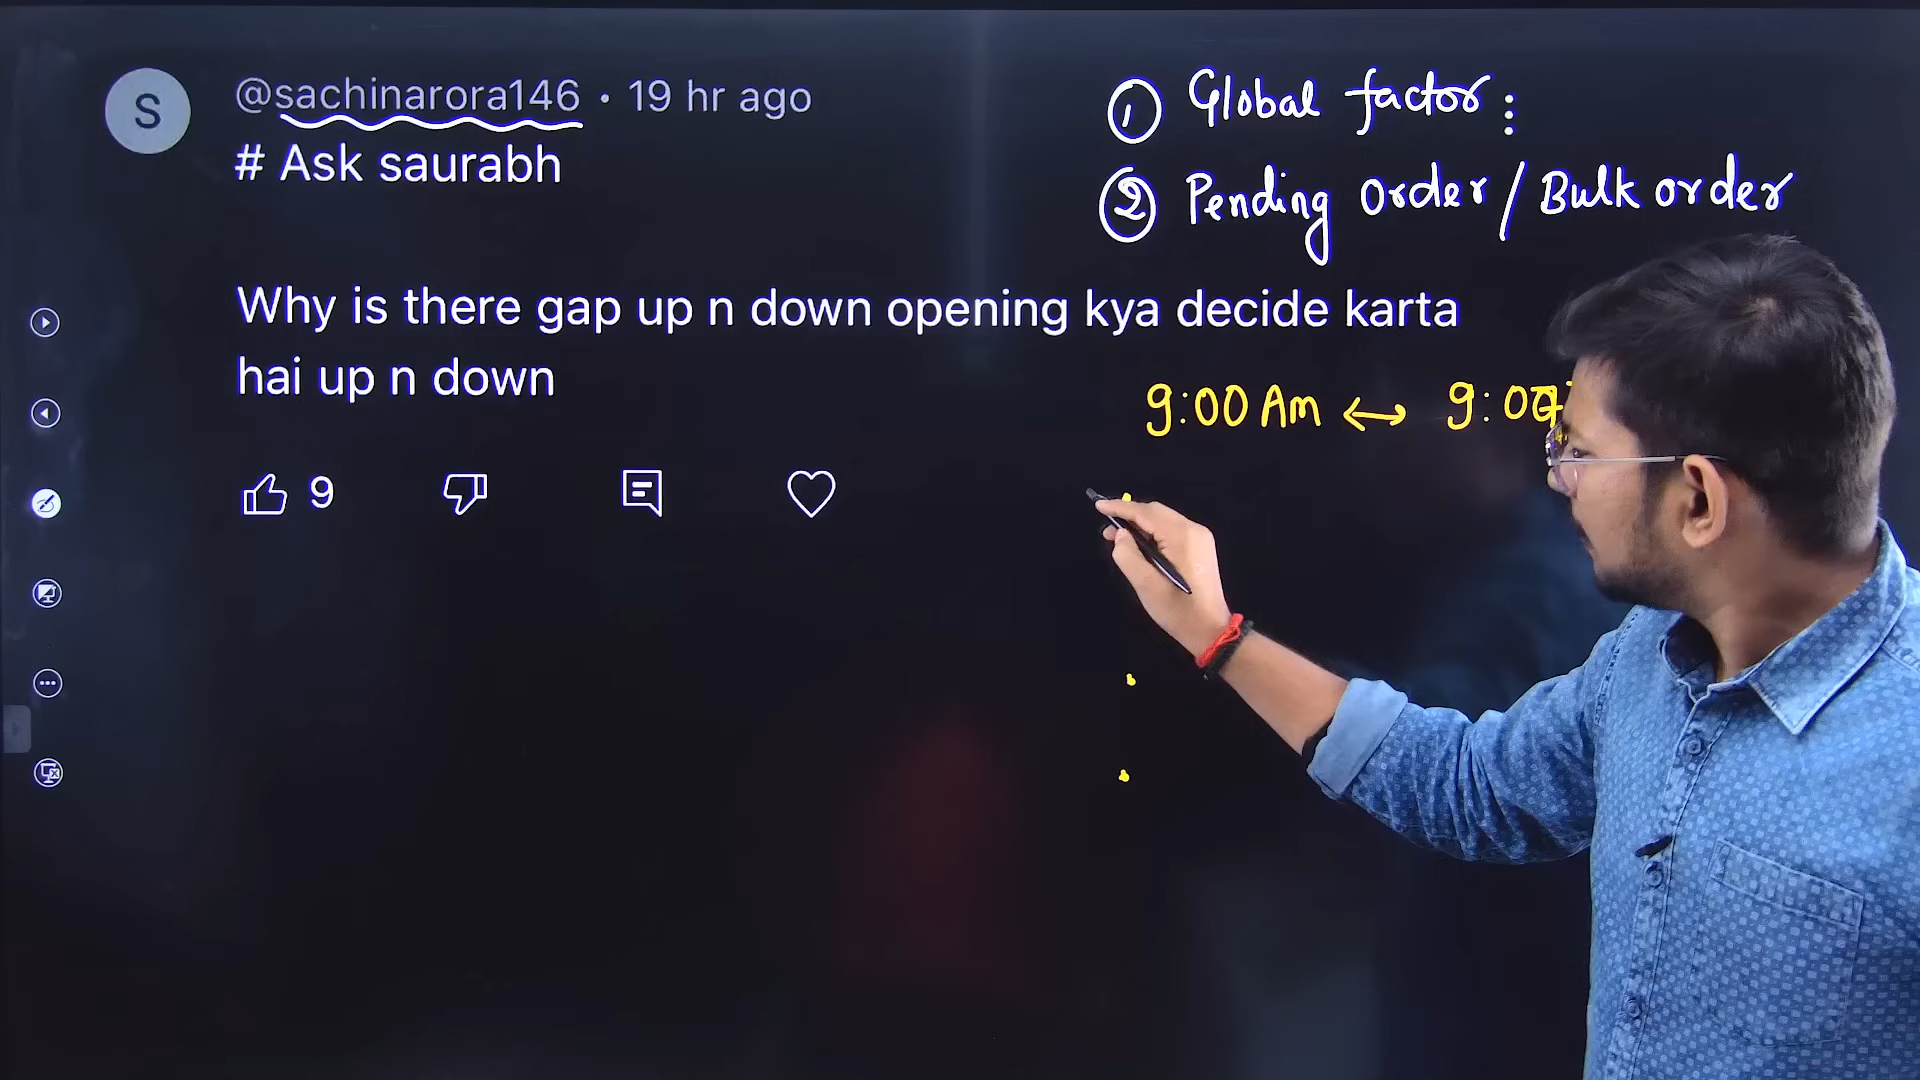 S
@sachinarora146 · 19 hr ago
# Ask saurabh
① Global factor :
② Pending order / Bulk order
Why is there gap up n down opening kya decide karta
hai up n down
9:00 Am ↔ 9:07
9